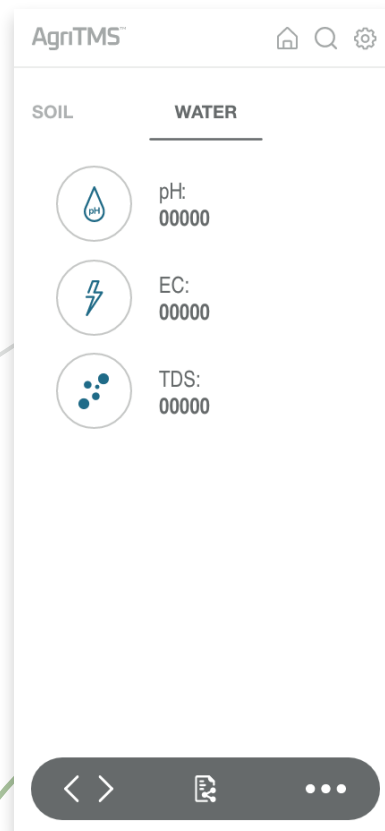 AgriTMS™
SOIL WATER
pH
pH:
00000
EC:
00000
TDS:
00000